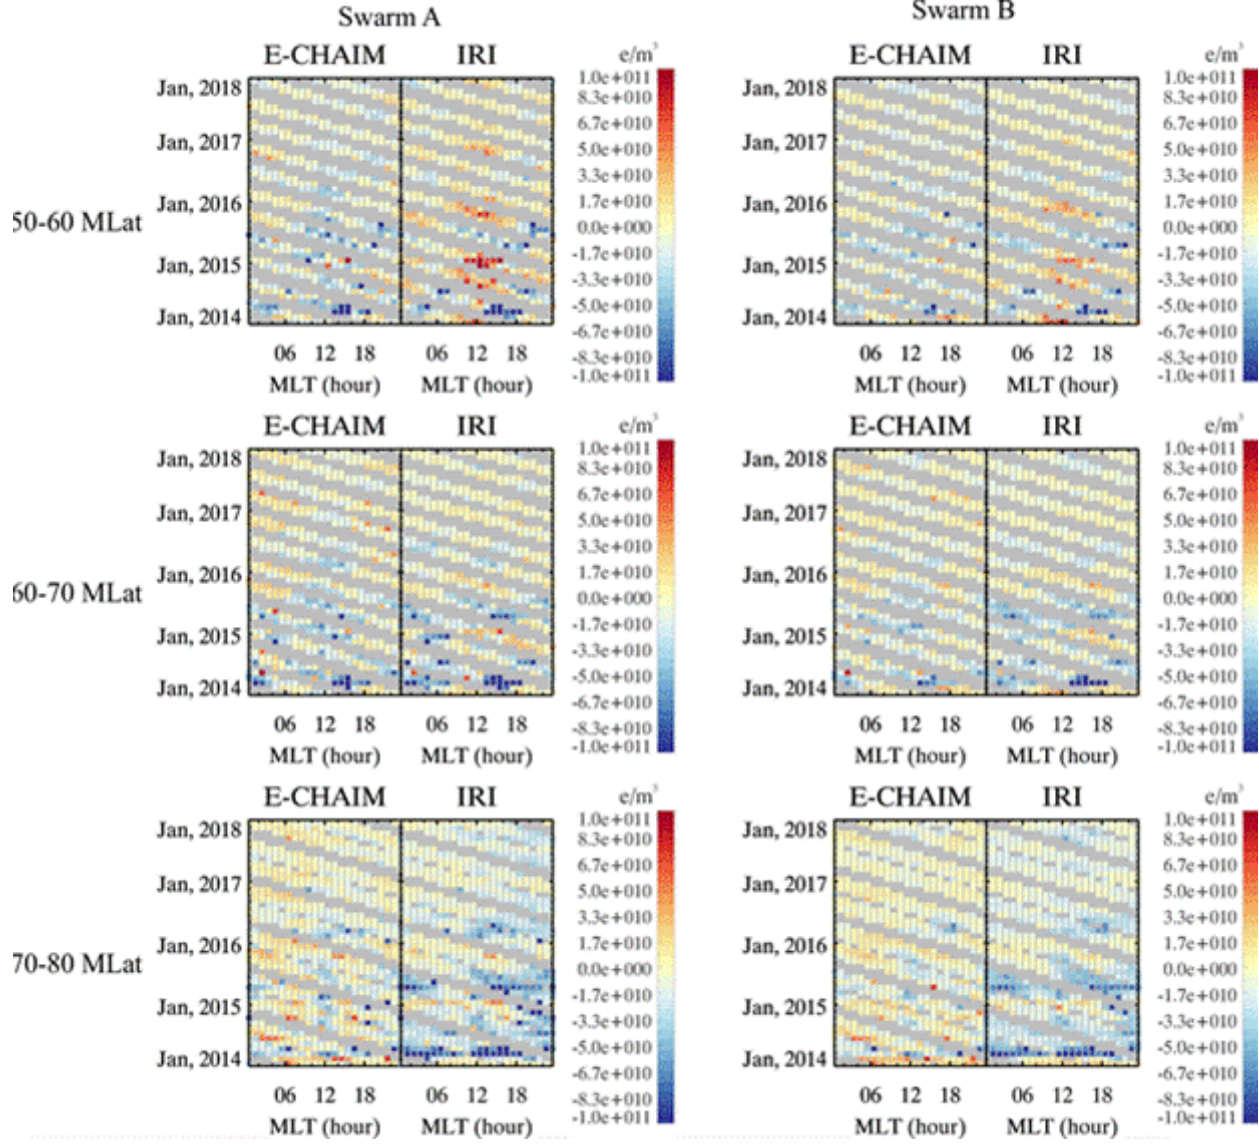 Swarm A
Swarm B
E-CHAIM IRI e/m³
E-CHAIM IRI e/m³
50-60 MLat
Jan, 2018
Jan, 2017
Jan, 2016
Jan, 2015
Jan, 2014
1.0e+011
8.3e+010
6.7e+010
5.0e+010
3.3e+010
1.7e+010
0.0e+000
-1.7e+010
-3.3e+010
-5.0e+010
-6.7e+010
-8.3e+010
-1.0e+011
06 12 18 06 12 18
MLT (hour) MLT (hour)
Jan, 2018
Jan, 2017
Jan, 2016
Jan, 2015
Jan, 2014
1.0e+011
8.3e+010
6.7e+010
5.0e+010
3.3e+010
1.7e+010
0.0e+000
-1.7e+010
-3.3e+010
-5.0e+010
-6.7e+010
-8.3e+010
-1.0e+011
06 12 18 06 12 18
MLT (hour) MLT (hour)
E-CHAIM IRI e/m³
E-CHAIM IRI e/m³
60-70 MLat
Jan, 2018
Jan, 2017
Jan, 2016
Jan, 2015
Jan, 2014
1.0e+011
8.3e+010
6.7e+010
5.0e+010
3.3e+010
1.7e+010
0.0e+000
-1.7e+010
-3.3e+010
-5.0e+010
-6.7e+010
-8.3e+010
-1.0e+011
06 12 18 06 12 18
MLT (hour) MLT (hour)
Jan, 2018
Jan, 2017
Jan, 2016
Jan, 2015
Jan, 2014
1.0e+011
8.3e+010
6.7e+010
5.0e+010
3.3e+010
1.7e+010
0.0e+000
-1.7e+010
-3.3e+010
-5.0e+010
-6.7e+010
-8.3e+010
-1.0e+011
06 12 18 06 12 18
MLT (hour) MLT (hour)
E-CHAIM IRI e/m³
E-CHAIM IRI e/m³
70-80 MLat
Jan, 2018
Jan, 2017
Jan, 2016
Jan, 2015
Jan, 2014
1.0e+011
8.3e+010
6.7e+010
5.0e+010
3.3e+010
1.7e+010
0.0e+000
-1.7e+010
-3.3e+010
-5.0e+010
-6.7e+010
-8.3e+010
-1.0e+011
06 12 18 06 12 18
MLT (hour) MLT (hour)
Jan, 2018
Jan, 2017
Jan, 2016
Jan, 2015
Jan, 2014
1.0e+011
8.3e+010
6.7e+010
5.0e+010
3.3e+010
1.7e+010
0.0e+000
-1.7e+010
-3.3e+010
-5.0e+010
-6.7e+010
-8.3e+010
-1.0e+011
06 12 18 06 12 18
MLT (hour) MLT (hour)